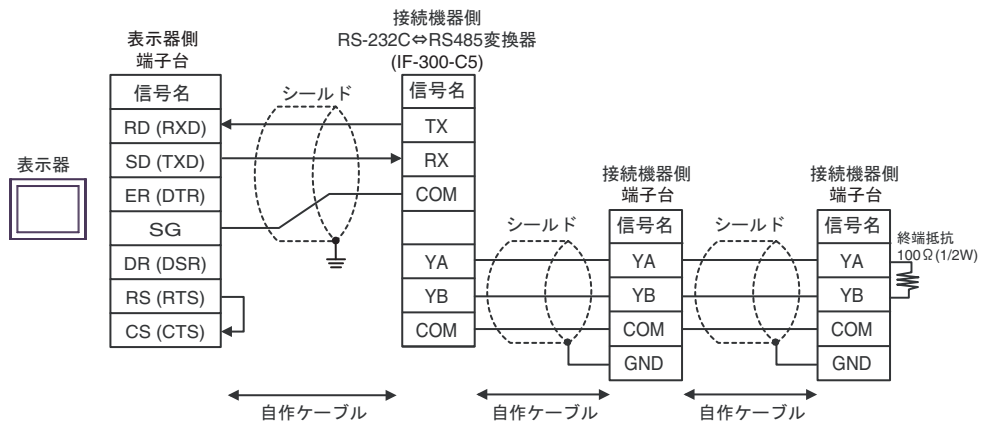 接続機器側
RS-232C⇔RS485変換器
(IF-300-C5)
表示器側
端子台
信号名
RD (RXD)
SD (TXD)
ER (DTR)
SG
DR (DSR)
RS (RTS)
CS (CTS)
表示器
シールド
信号名
TX
RX
COM
YA
YB
COM
シールド
接続機器側
端子台
信号名
YA
YB
COM
GND
シールド
接続機器側
端子台
信号名
YA
YB
COM
GND
終端抵抗
100Ω(1/2W)
自作ケーブル
自作ケーブル
自作ケーブル